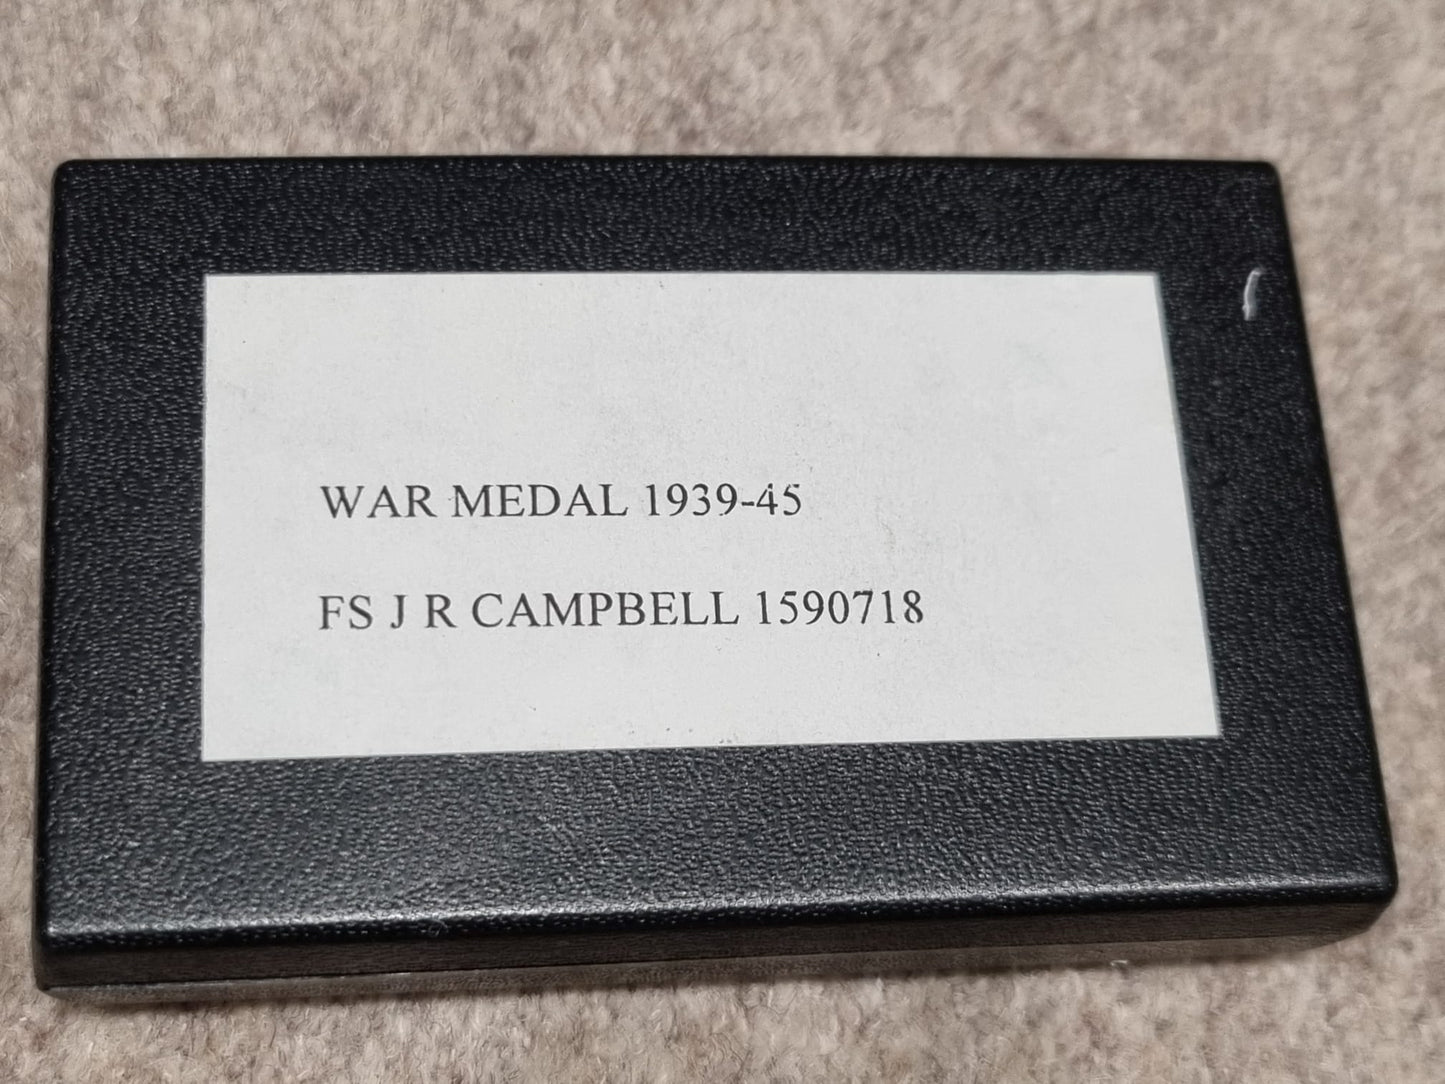 WAR MEDAL 1939-45
FS J R CAMPBELL 1590718